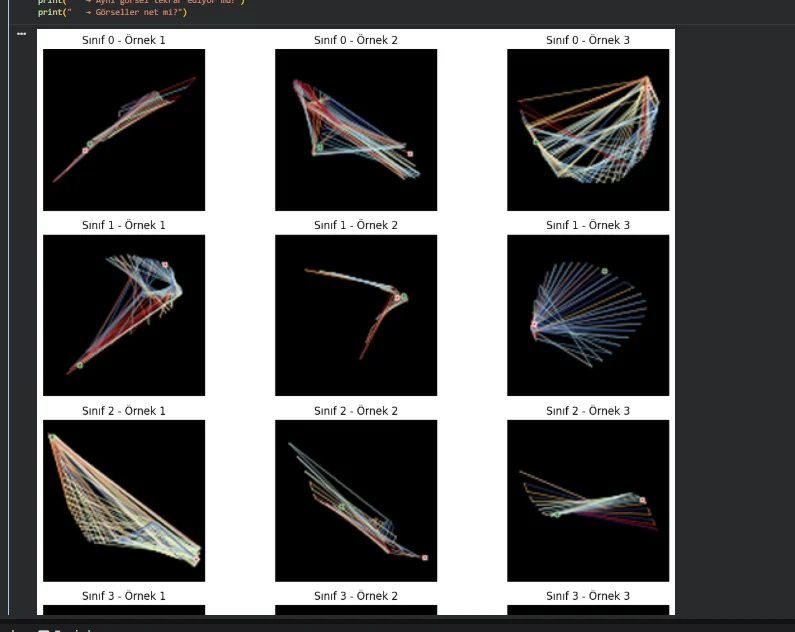 print("   → Aynı görsel tekrar ediyor mu?")
print("   → Görseller net mi?")
Sınıf 0 - Örnek 1
Sınıf 0 - Örnek 2
Sınıf 0 - Örnek 3
Sınıf 1 - Örnek 1
Sınıf 1 - Örnek 2
Sınıf 1 - Örnek 3
Sınıf 2 - Örnek 1
Sınıf 2 - Örnek 2
Sınıf 2 - Örnek 3
Sınıf 3 - Örnek 1
Sınıf 3 - Örnek 2
Sınıf 3 - Örnek 3